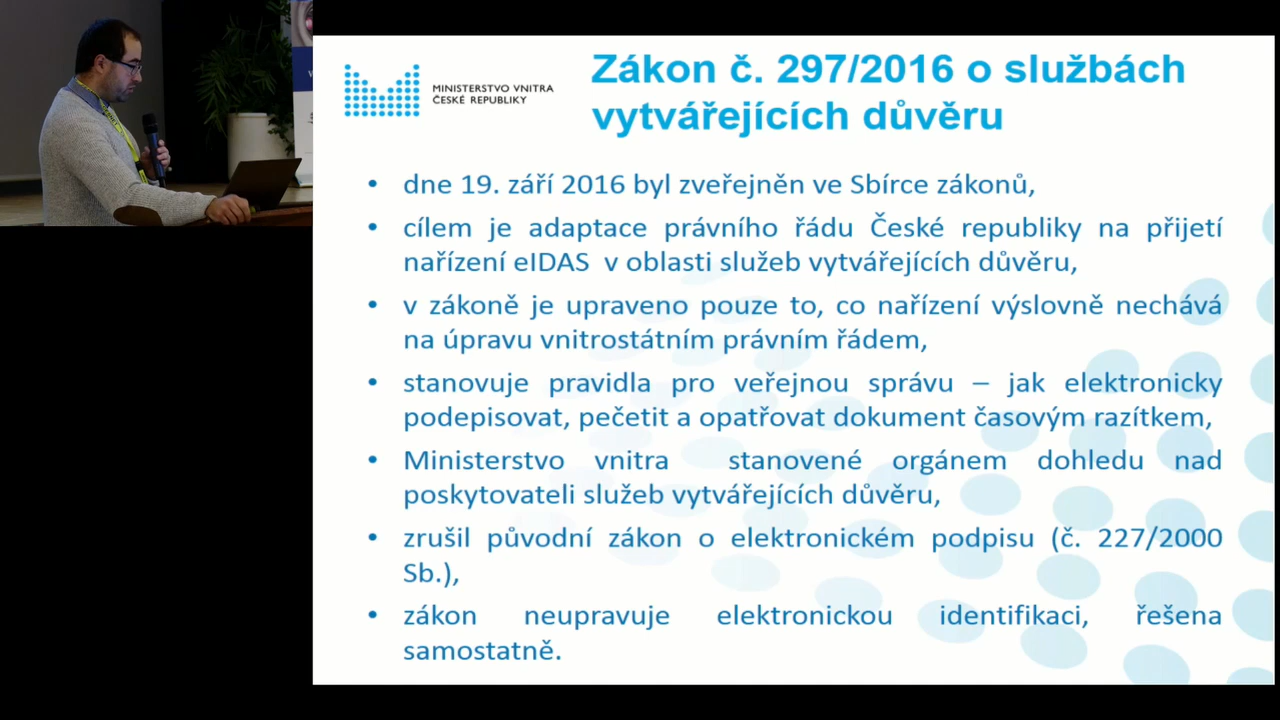 MINISTERSTVO VNITRA
ČESKÉ REPUBLIKY
Zákon č. 297/2016 o službách
vytvářejících důvěru
• dne 19. září 2016 byl zveřejněn ve Sbírce zákonů,
• cílem je adaptace právního řádu České republiky na přijetí
nařízení eIDAS v oblasti služeb vytvářejících důvěru,
• v zákoně je upraveno pouze to, co nařízení výslovně nechává
na úpravu vnitrostátním právním řádem,
• stanovuje pravidla pro veřejnou správu – jak elektronicky
podepisovat, pečetit a opatřovat dokument časovým razítkem,
• Ministerstvo vnitra stanovené orgánem dohledu nad
poskytovateli služeb vytvářejících důvěru,
• zrušil původní zákon o elektronickém podpisu (č. 227/2000
Sb.),
• zákon neupravuje elektronickou identifikaci, řešena
samostatně.